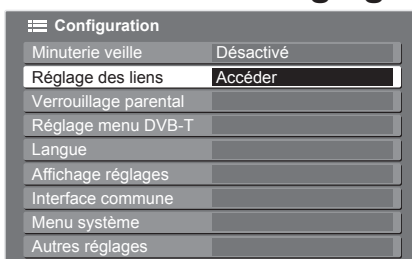 Configuration
Minuterie veille Désactivé
Réglage des liens Accéder
Verrouillage parental
Réglage menu DVB-T
Langue
Affichage réglages
Interface commune
Menu système
Autres réglages